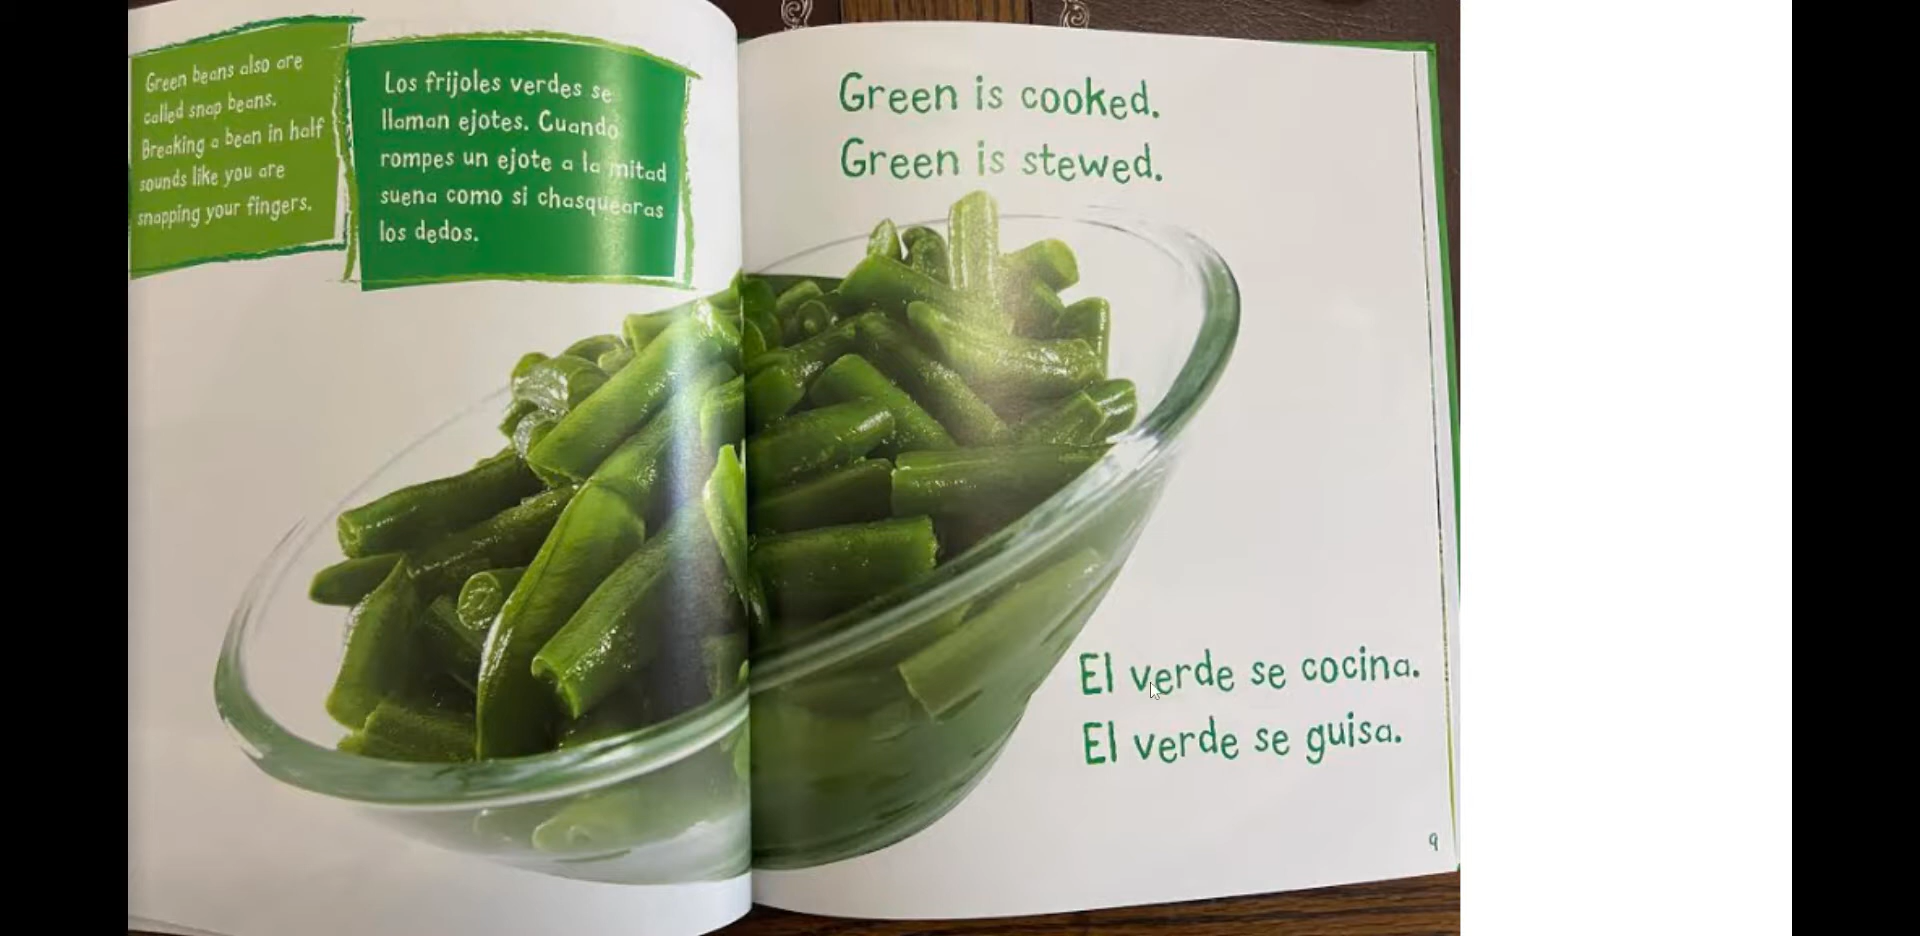 Green beans also are
called snap beans.
Breaking a bean in half
sounds like you are
snapping your fingers.
Los frijoles verdes se
llaman ejotes. Cuando
rompes un ejote a la mitad
suena como si chasquearas
los dedos.
Green is cooked.
Green is stewed.
El verde se cocina.
El verde se guisa.
9